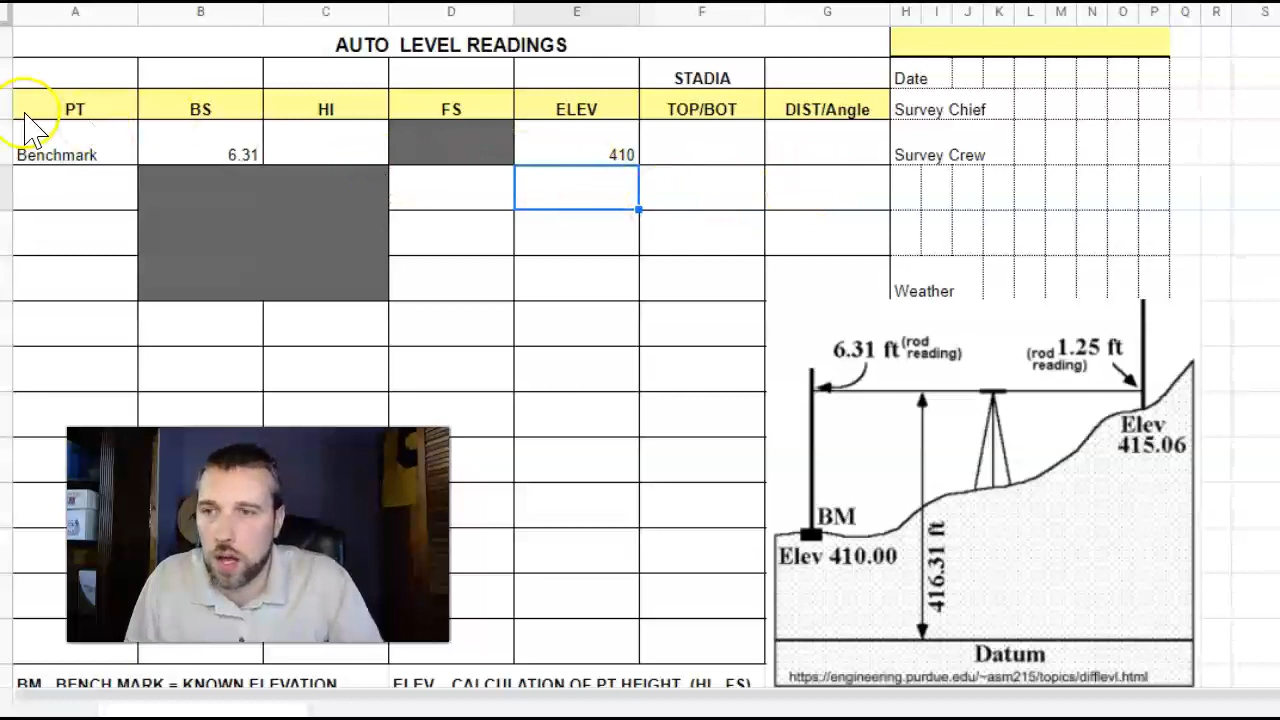 A B C D E F G H I J K L M N O P Q R S
AUTO LEVEL READINGS
STADIA
Date
PT BS HI FS ELEV TOP/BOT DIST/Angle
Survey Chief
Benchmark 6.31 410
Survey Crew
Weather
6.31 ft (rod reading)
(rod reading) 1.25 ft
Elev
415.06
BM
Elev 410.00
416.31 ft
Datum
https://engineering.purdue.edu/~asm215/topics/difflevl.html
BM BENCH MARK = KNOWN ELEVATION
ELEV CALCULATION OF PT HEIGHT (HI FS)